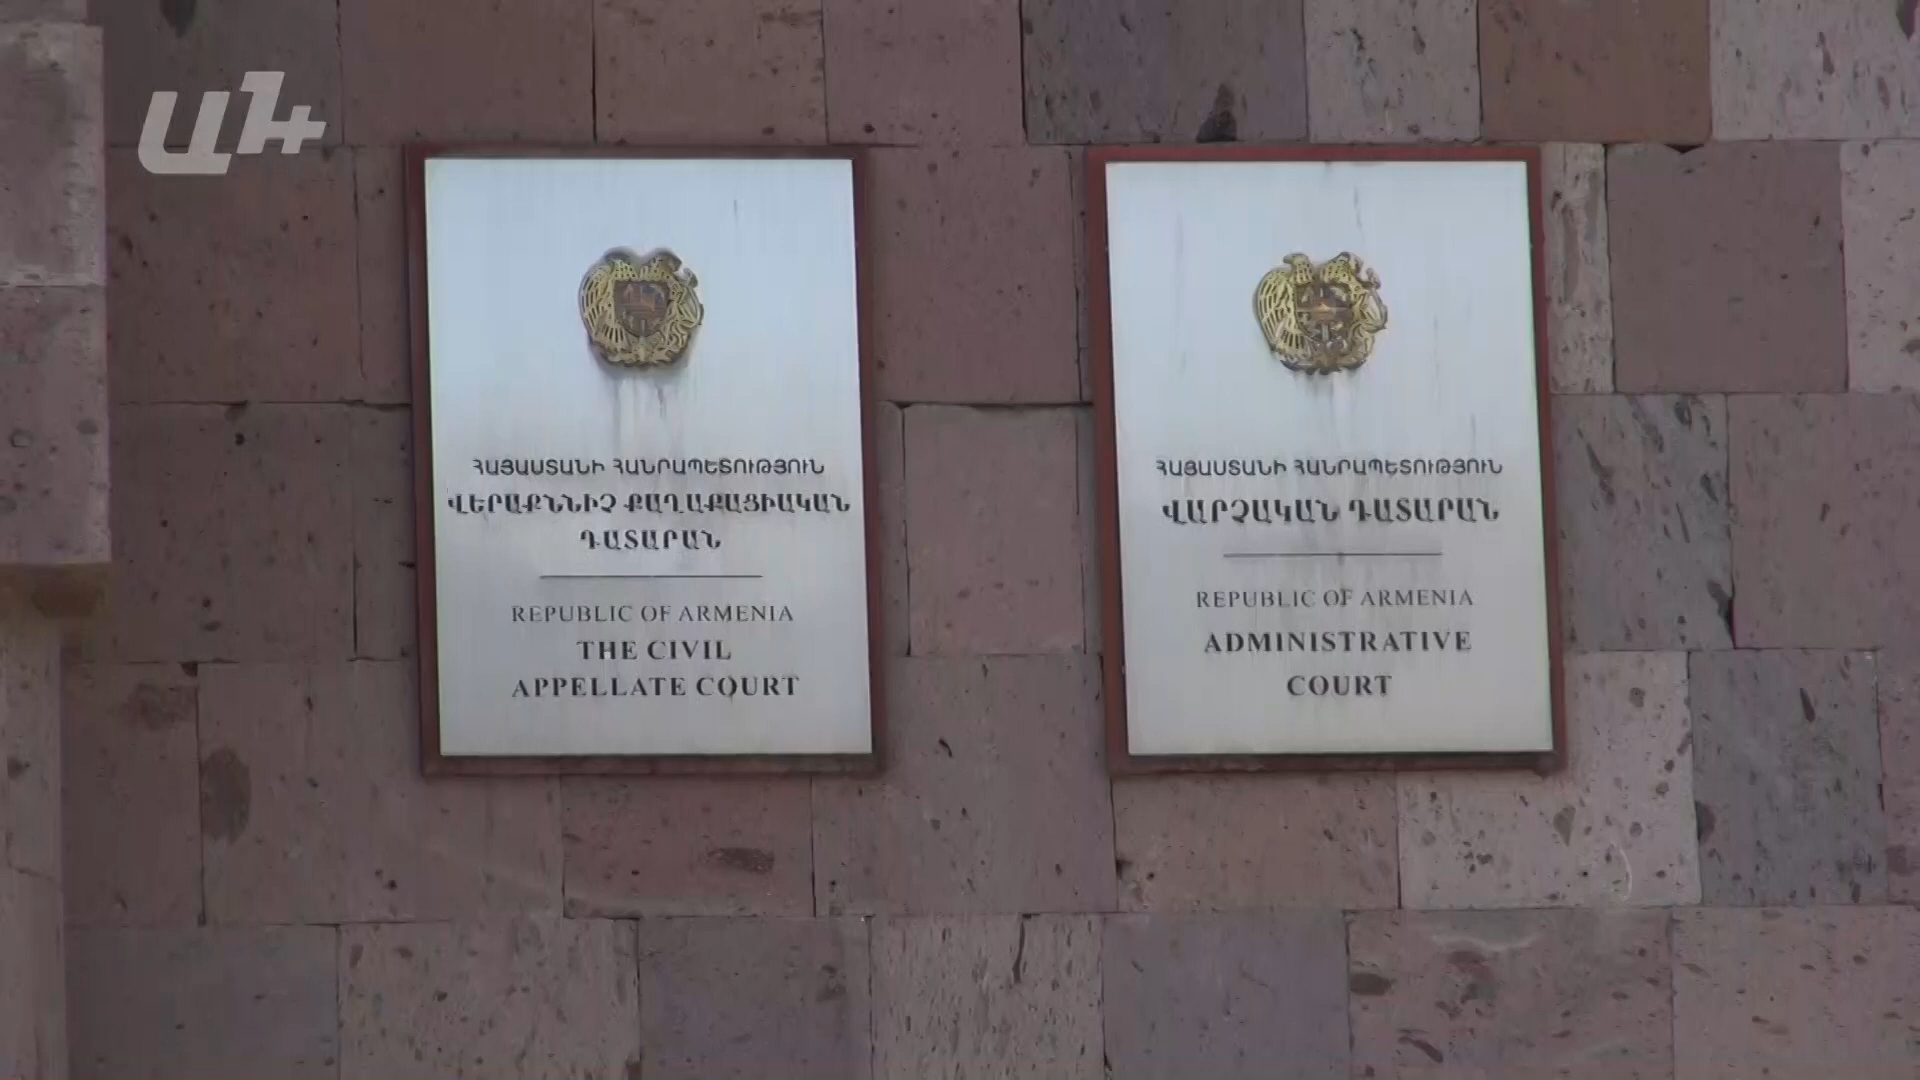 ԱՒ+
ՀԱՅԱՍՏԱՆԻ ՀԱՆՐԱՊԵՏՈՒԹՅՈՒՆ
ՎԵՐԱՔՆՆԻՉ ՔԱՂԱՔԱՑԻԱԿԱՆ
ԴԱՏԱՐԱՆ
REPUBLIC OF ARMENIA
THE CIVIL
APPELLATE COURT
ՀԱՅԱՍՏԱՆԻ ՀԱՆՐԱՊԵՏՈՒԹՅՈՒՆ
ՎԱՐՉԱԿԱՆ ԴԱՏԱՐԱՆ
REPUBLIC OF ARMENIA
ADMINISTRATIVE
COURT